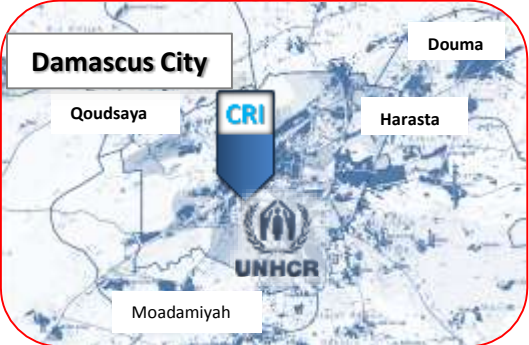 Douma
Damascus City
Qoudsaya
CRI
Harasta
UNHCR
Moadamiyah